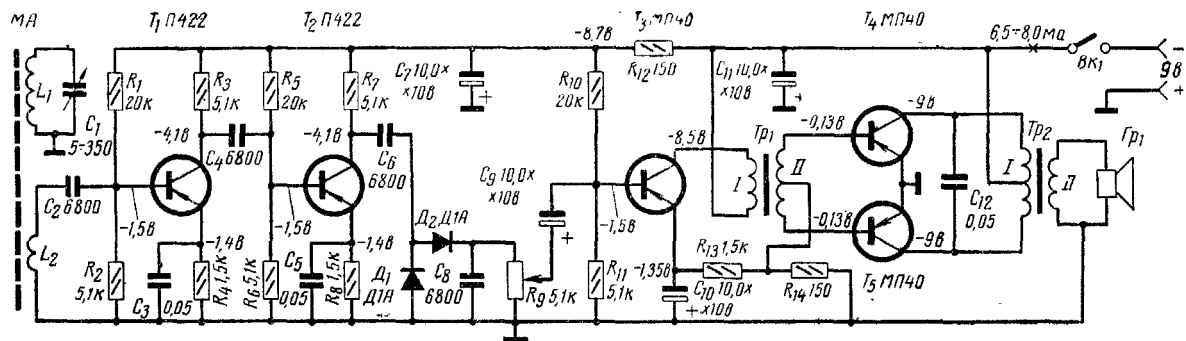 МА
T₁ П422
T₂ П422
T₃ МП40
T₄ МП40
6,5÷8,0 ма
Вк₁
−
9в
+
L₁
C₁
5÷350
R₁
20к
R₃
5,1к
R₅
20к
R₇
5,1к
C₇ 10,0×
×10в
−8,7в
R₁₂ 150
C₁₁ 10,0×
×10в
R₁₀
20к
−4,1в
C₄ 6800
−4,1в
C₆
6800
C₉ 10,0×
×10в
−8,5в
Тр₁
I
II
−0,13в
−9в
Тр₂
I
II
Гр₁
C₁₂
0,05
C₂ 6800
−1,5в
−1,5в
−1,5в
−0,13в
−9в
L₂
−1,4в
−1,4в
Д₂ Д1А
R₂
5,1к
C₃ 0,05
R₄ 1,5к
R₆ 5,1к
C₅
0,05
R₈ 1,5к
Д₁
Д1А
C₈
6800
R₉ 5,1к
R₁₁
5,1к
−1,35в
R₁₃ 1,5к
C₁₀ 10,0×
×10в
R₁₄ 150
T₅ МП40
+
+
+
+